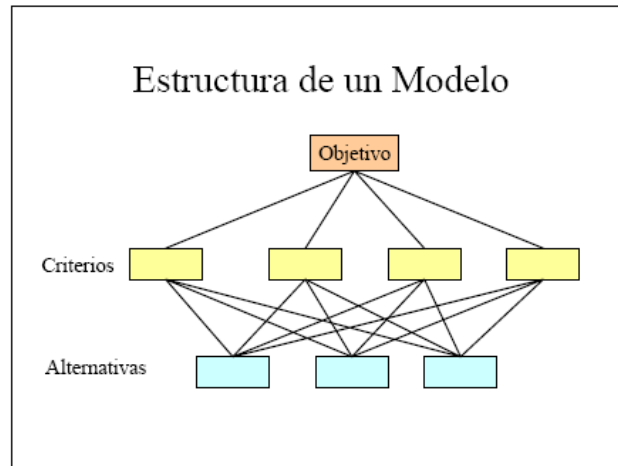 Estructura de un Modelo
Objetivo
Criterios
Alternativas